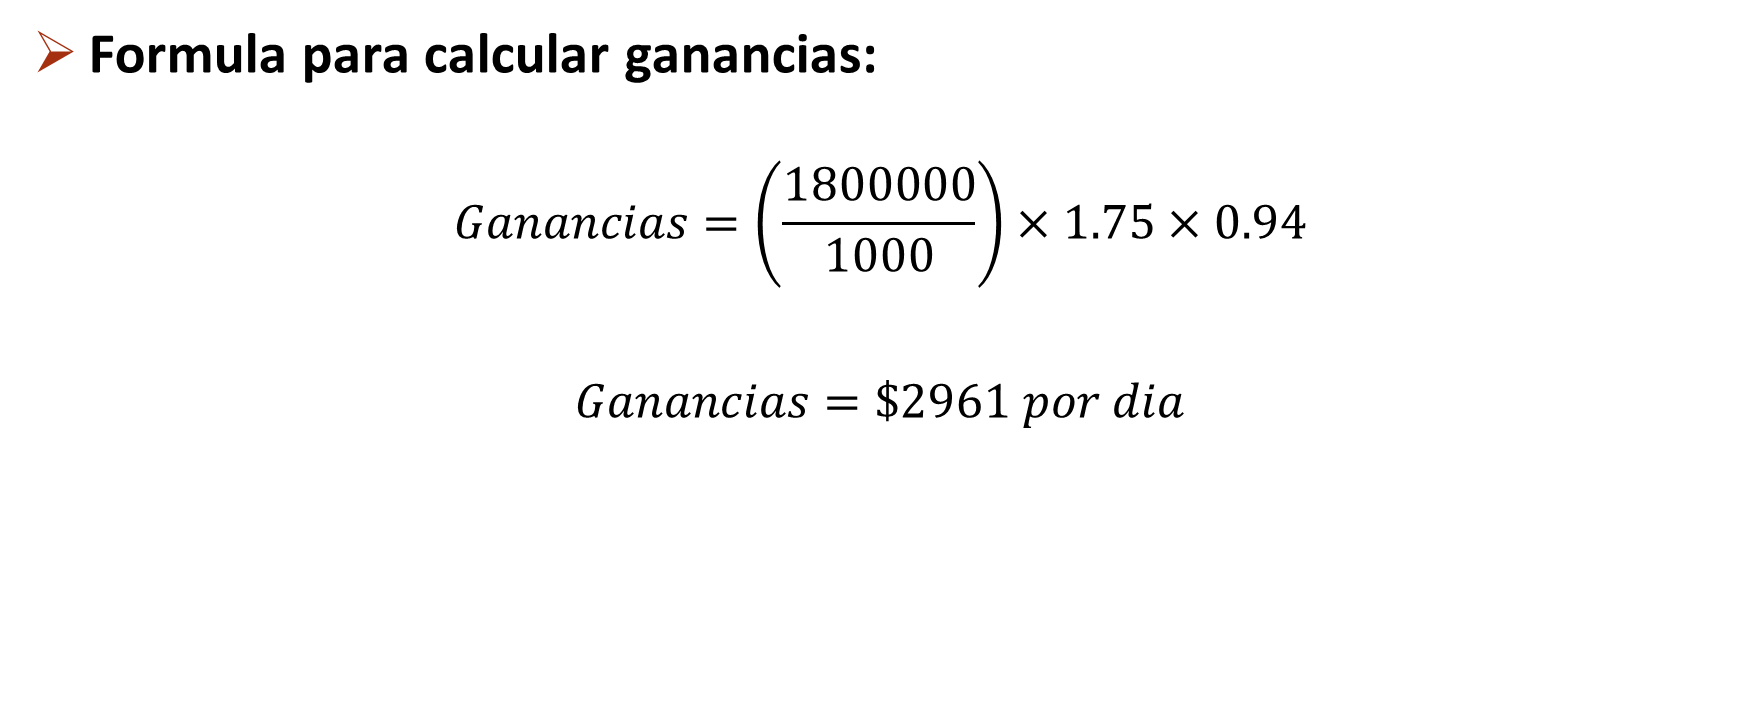 Formula para calcular ganancias:
Ganancias = (1800000/1000) × 1.75 × 0.94
Ganancias = $2961 por dia